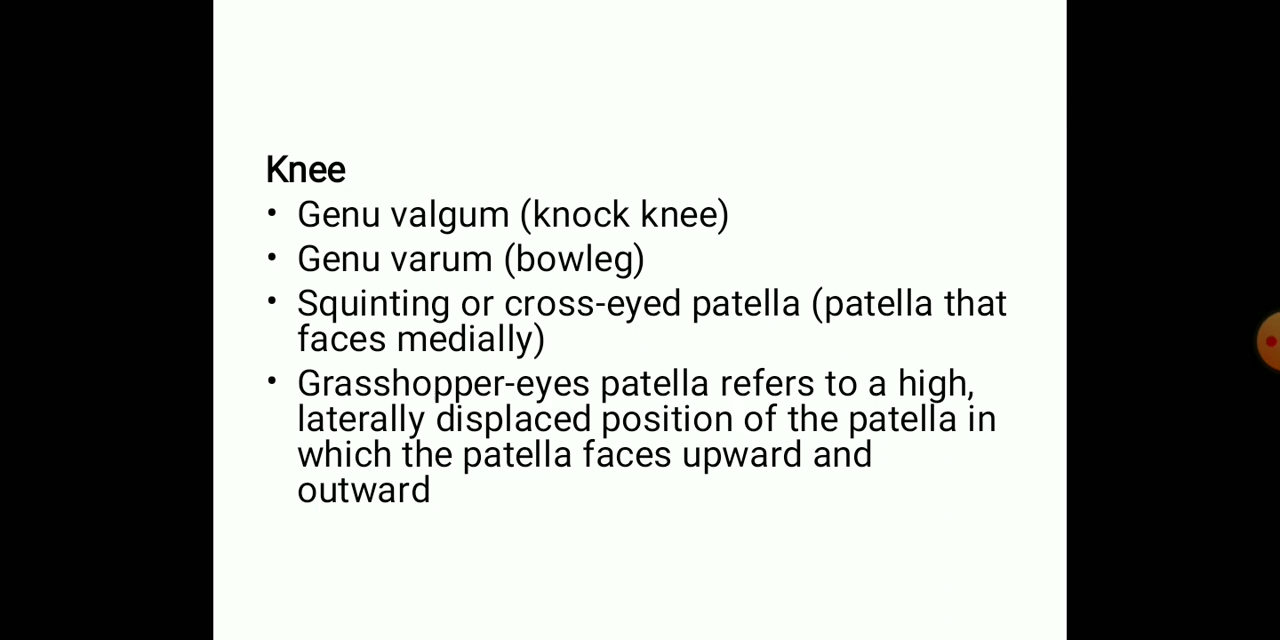 Knee
• Genu valgum (knock knee)
• Genu varum (bowleg)
• Squinting or cross-eyed patella (patella that
faces medially)
• Grasshopper-eyes patella refers to a high,
laterally displaced position of the patella in
which the patella faces upward and
outward